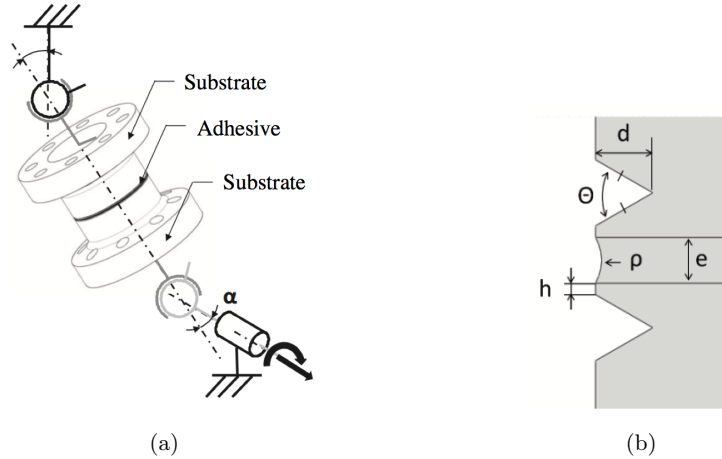 Substrate
Adhesive
Substrate
α
d
Θ
ρ
e
h
(a)
(b)